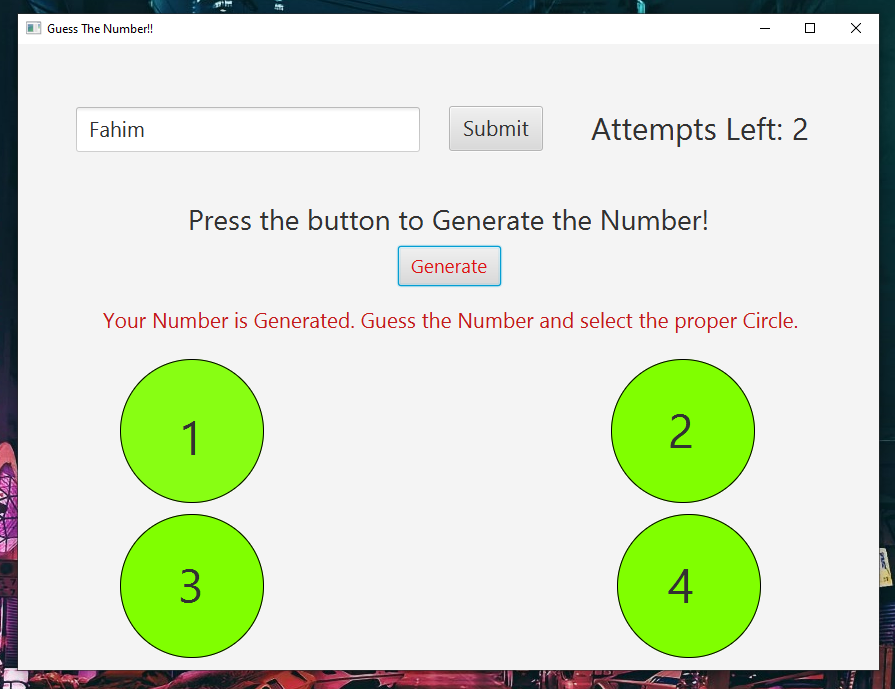 Guess The Number!!
Fahim
Submit
Attempts Left: 2
Press the button to Generate the Number!
Generate
Your Number is Generated. Guess the Number and select the proper Circle.
1
2
3
4